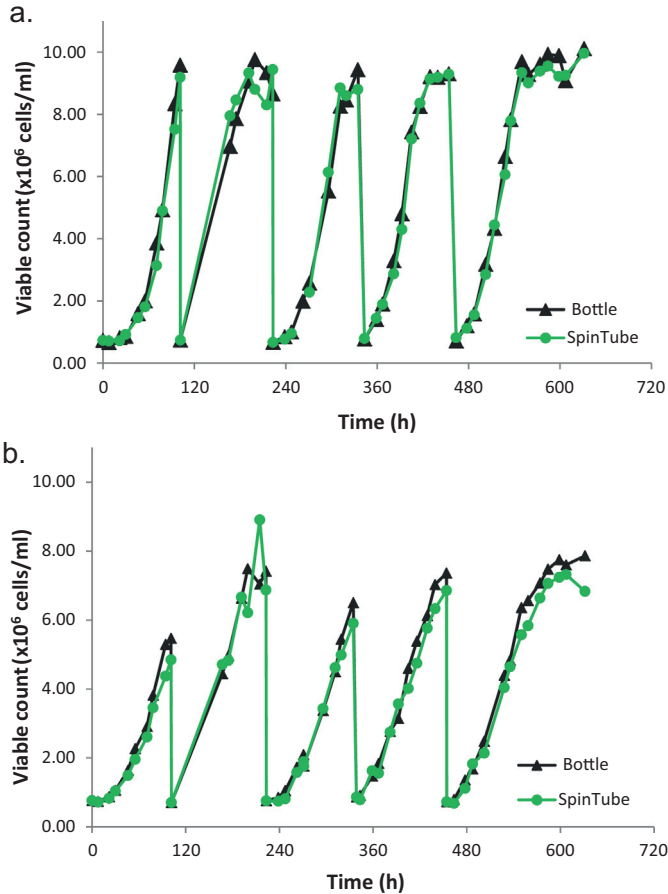 a.
Viable count (x10⁶ cells/ml)
10.00
8.00
6.00
4.00
2.00
0.00
Bottle
SpinTube
0 120 240 360 480 600 720
Time (h)
b.
Viable count (x10⁶ cells/ml)
10.00
8.00
6.00
4.00
2.00
0.00
Bottle
SpinTube
0 120 240 360 480 600 720
Time (h)